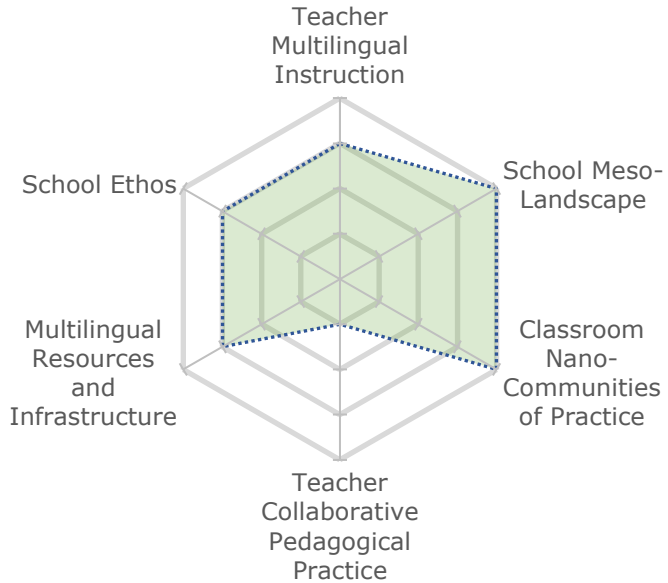 Teacher
Multilingual
Instruction
School Meso-
Landscape
Classroom
Nano-
Communities
of Practice
Teacher
Collaborative
Pedagogical
Practice
Multilingual
Resources
and
Infrastructure
School Ethos